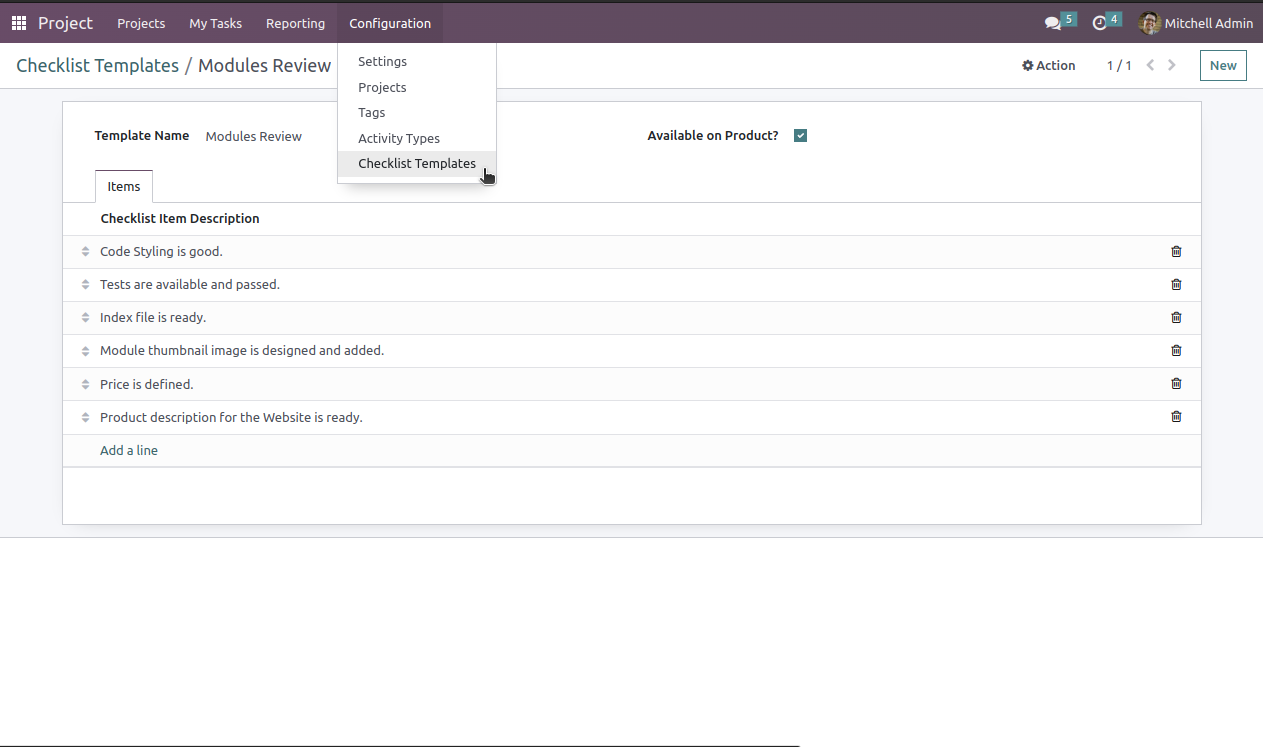 Project Projects My Tasks Reporting Configuration 5 4 Mitchell Admin
Checklist Templates / Modules Review Action 1 / 1 New
Settings
Projects
Tags
Activity Types
Checklist Templates
Template Name Modules Review Available on Product?
Items
Checklist Item Description
Code Styling is good.
Tests are available and passed.
Index file is ready.
Module thumbnail image is designed and added.
Price is defined.
Product description for the Website is ready.
Add a line